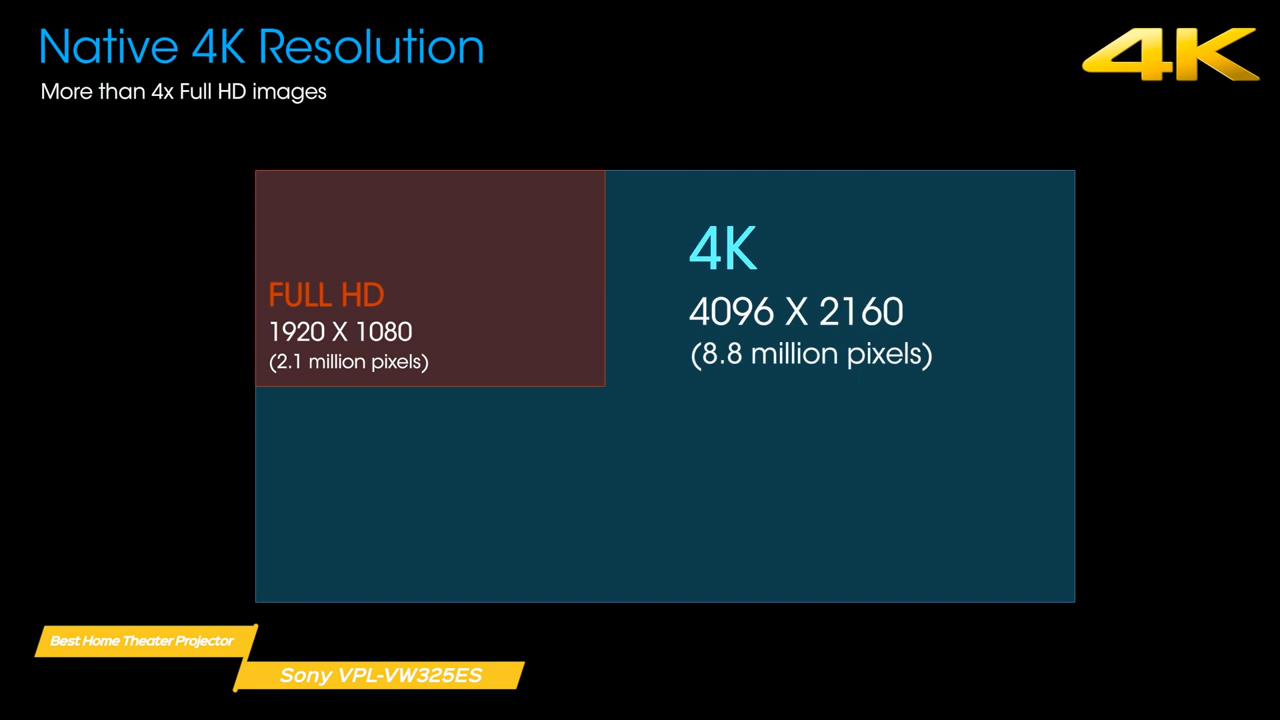 Native 4K Resolution
More than 4x Full HD images
4K
FULL HD
1920 X 1080
(2.1 million pixels)
4K
4096 X 2160
(8.8 million pixels)
Best Home Theater Projector
Sony VPL-VW325ES